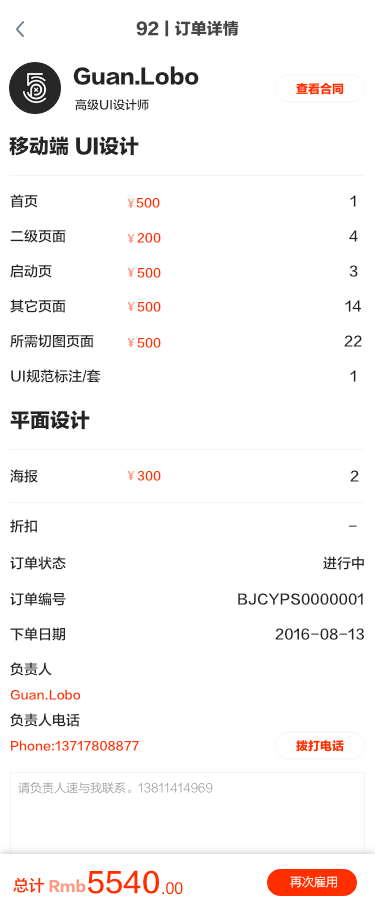 92 | 订单详情
Guan.Lobo
高级UI设计师
查看合同
移动端 UI设计
首页 ¥500 1
二级页面 ¥200 4
启动页 ¥500 3
其它页面 ¥500 14
所需切图页面 ¥500 22
UI规范标注/套 1
平面设计
海报 ¥300 2
折扣 –
订单状态 进行中
订单编号 BJCYPS0000001
下单日期 2016-08-13
负责人
Guan.Lobo
负责人电话
Phone:13717808877 拨打电话
请负责人速与我联系。13811414969
总计 Rmb5540.00 再次雇用